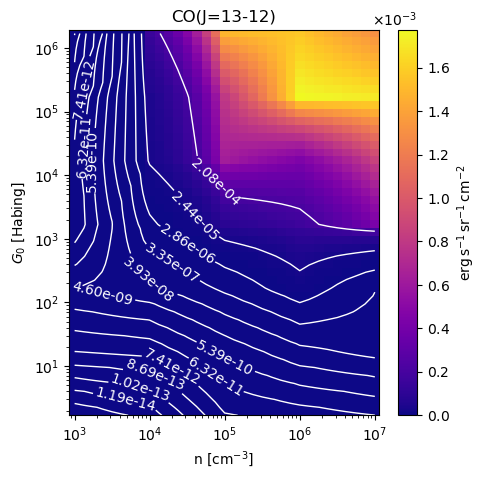 CO(J=13-12)
×10⁻³
10⁶
10⁵
10⁴
10³
10²
10¹
G₀ [Habing]
7.41e-12
6.32e-11
5.39e-10
2.08e-04
2.44e-05
2.86e-06
3.35e-07
3.93e-08
4.60e-09
5.39e-10
6.32e-11
7.41e-12
8.69e-13
1.02e-13
1.19e-14
10³ 10⁴ 10⁵ 10⁶ 10⁷
n [cm⁻³]
1.6
1.4
1.2
1.0
0.8
0.6
0.4
0.2
0.0
erg s⁻¹ sr⁻¹ cm⁻²